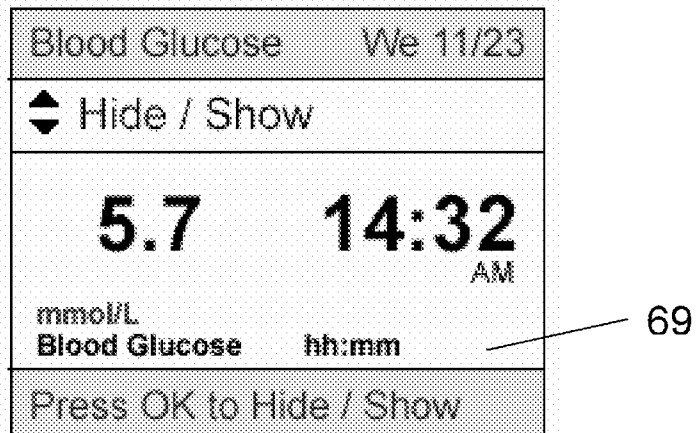 Blood Glucose We 11/23
Hide / Show
5.7 14:32
AM
mmol/L
Blood Glucose hh:mm
69
Press OK to Hide / Show